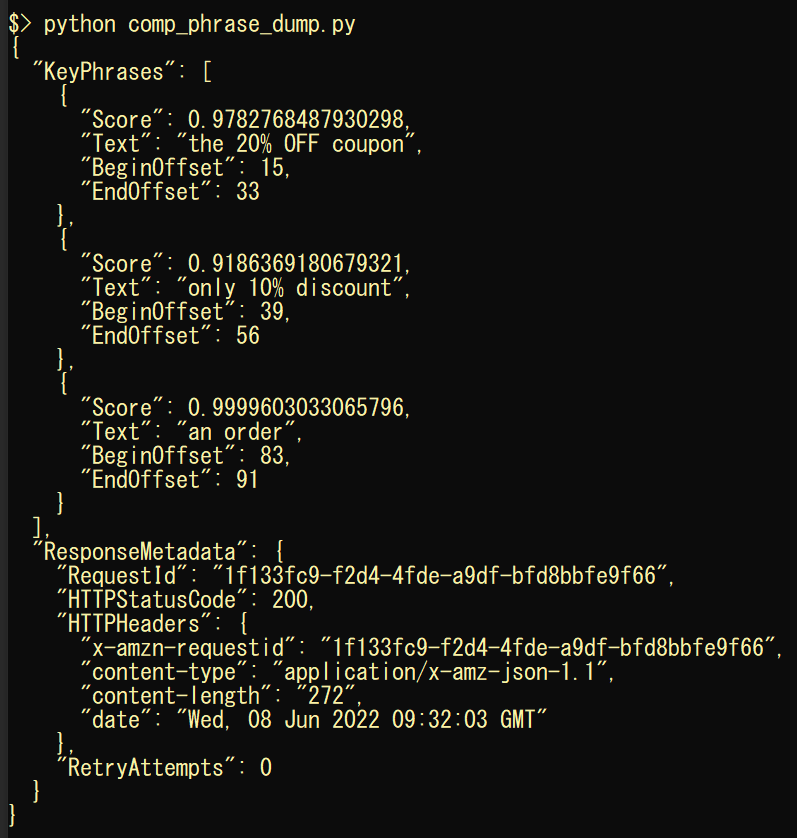 $> python comp_phrase_dump.py
{
  "KeyPhrases": [
    {
      "Score": 0.9782768487930298,
      "Text": "the 20% OFF coupon",
      "BeginOffset": 15,
      "EndOffset": 33
    },
    {
      "Score": 0.9186369180679321,
      "Text": "only 10% discount",
      "BeginOffset": 39,
      "EndOffset": 56
    },
    {
      "Score": 0.9999603033065796,
      "Text": "an order",
      "BeginOffset": 83,
      "EndOffset": 91
    }
  ],
  "ResponseMetadata": {
    "RequestId": "1f133fc9-f2d4-4fde-a9df-bfd8bbfe9f66",
    "HTTPStatusCode": 200,
    "HTTPHeaders": {
      "x-amzn-requestid": "1f133fc9-f2d4-4fde-a9df-bfd8bbfe9f66",
      "content-type": "application/x-amz-json-1.1",
      "content-length": "272",
      "date": "Wed, 08 Jun 2022 09:32:03 GMT"
    },
    "RetryAttempts": 0
  }
}